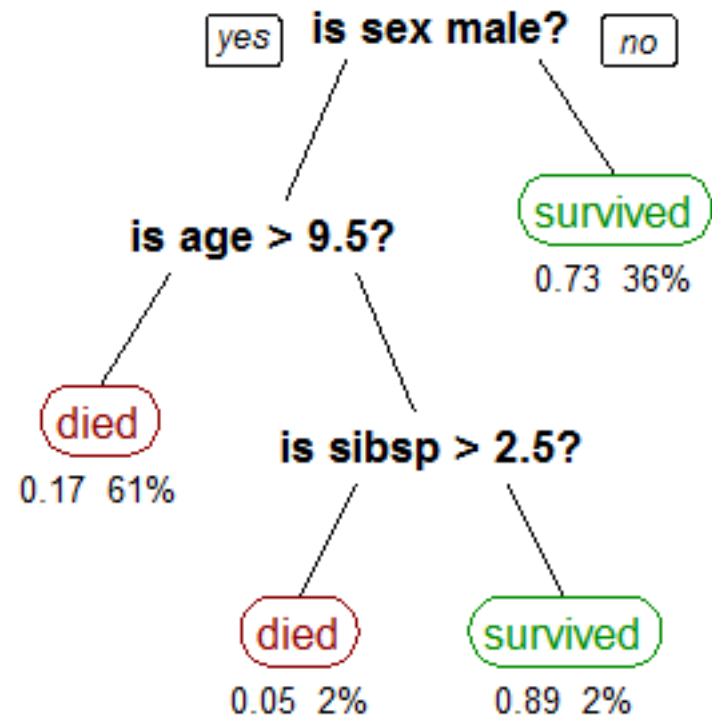 yes is sex male? no
survived
0.73 36%
is age > 9.5?
died
0.17 61%
is sibsp > 2.5?
died survived
0.05 2% 0.89 2%